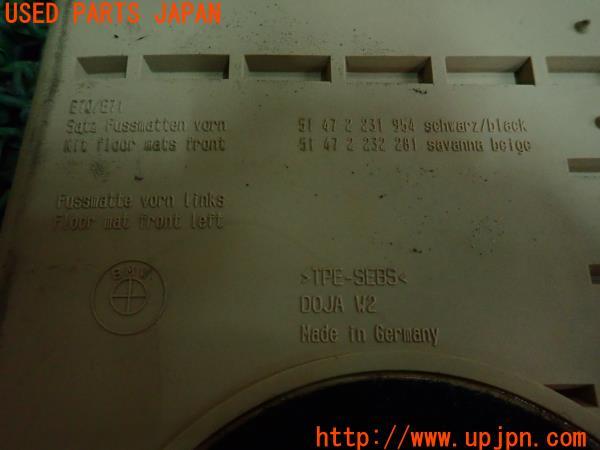 USED PARTS JAPAN
E70/E71
Satz Fussmatten vorn 51 47 2 231 954 schwarz/black
Kit floor mats front 51 47 2 232 281 savanna beige
Fussmatte vorn links
Floor mat front left
BMW
>TPE-SEBS<
DOJA W2
Made in Germany
http://www.upjpn.com/